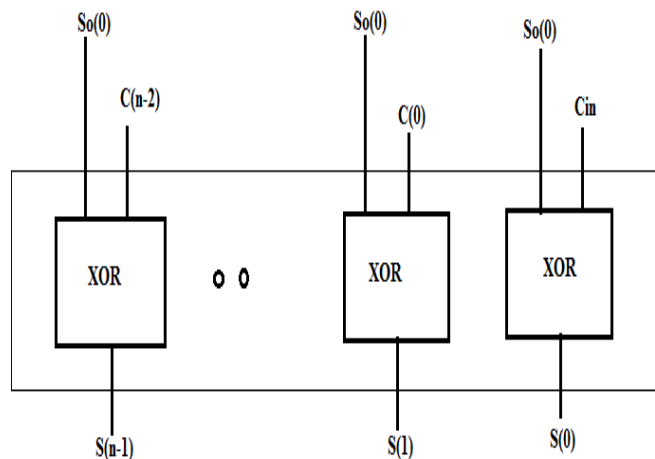 So(0)
So(0)
So(0)
C(n-2)
C(0)
Cin
XOR
XOR
XOR
S(n-1)
S(1)
S(0)